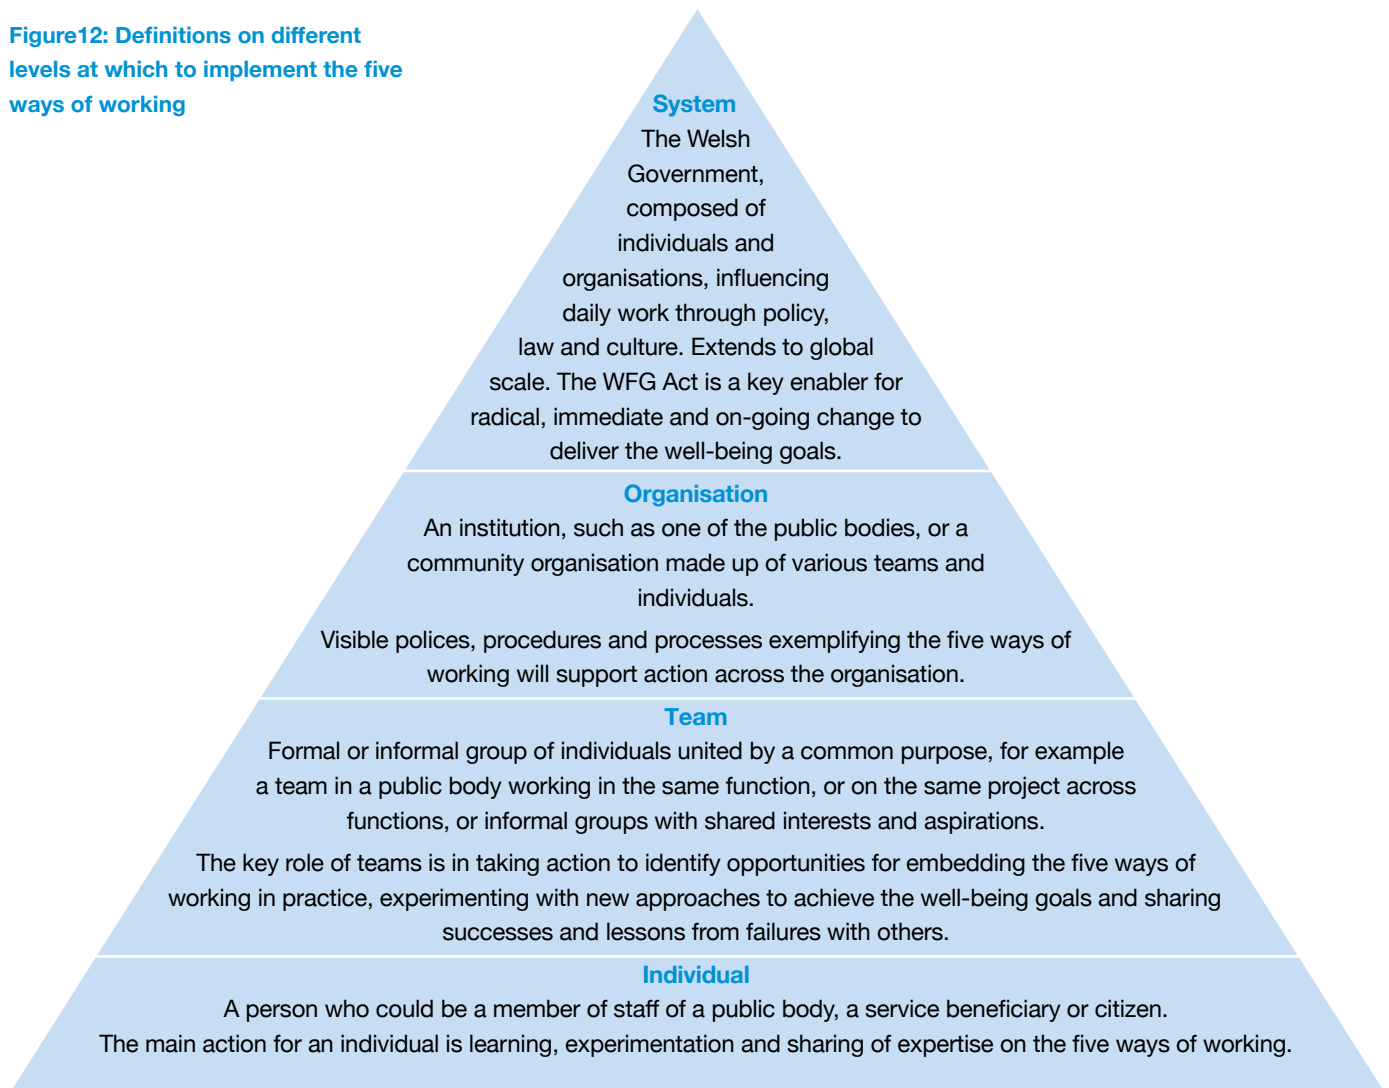 Figure12: Definitions on different
levels at which to implement the five
ways of working
System
The Welsh
Government,
composed of
individuals and
organisations, influencing
daily work through policy,
law and culture. Extends to global
scale. The WFG Act is a key enabler for
radical, immediate and on-going change to
deliver the well-being goals.
Organisation
An institution, such as one of the public bodies, or a
community organisation made up of various teams and
individuals.
Visible polices, procedures and processes exemplifying the five ways of
working will support action across the organisation.
Team
Formal or informal group of individuals united by a common purpose, for example
a team in a public body working in the same function, or on the same project across
functions, or informal groups with shared interests and aspirations.
The key role of teams is in taking action to identify opportunities for embedding the five ways of
working in practice, experimenting with new approaches to achieve the well-being goals and sharing
successes and lessons from failures with others.
Individual
A person who could be a member of staff of a public body, a service beneficiary or citizen.
The main action for an individual is learning, experimentation and sharing of expertise on the five ways of working.